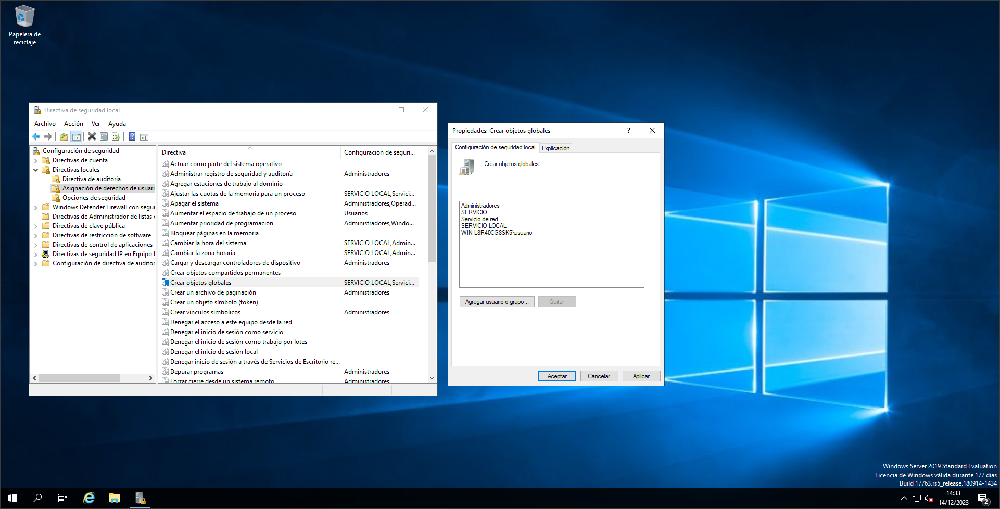 Papelera de
reciclaje
Directiva de seguridad local
Archivo Acción Ver Ayuda
Configuración de seguridad
Directivas de cuenta
Directivas locales
Directiva de auditoría
Asignación de derechos de usuari
Opciones de seguridad
Windows Defender Firewall con segur
Directivas de Administrador de listas
Directivas de clave pública
Directivas de restricción de software
Directivas de control de aplicaciones
Directivas de seguridad IP en Equipo
Configuración de directiva de auditor
Directiva Configuración de seguri...
Actuar como parte del sistema operativo
Administrar registro de seguridad y auditoría Administradores
Agregar estaciones de trabajo al dominio
Ajustar las cuotas de la memoria para un proceso SERVICIO LOCAL,Servici...
Apagar el sistema Administradores,Operad...
Aumentar el espacio de trabajo de un proceso Usuarios
Aumentar prioridad de programación Administradores,Windo...
Bloquear páginas en la memoria
Cambiar la hora del sistema SERVICIO LOCAL,Admin...
Cambiar la zona horaria SERVICIO LOCAL,Admin...
Cargar y descargar controladores de dispositivo Administradores
Crear objetos compartidos permanentes
Crear objetos globales SERVICIO LOCAL,Servici...
Crear un archivo de paginación Administradores
Crear un objeto símbolo (token)
Crear vínculos simbólicos Administradores
Denegar el acceso a este equipo desde la red
Denegar el inicio de sesión como servicio
Denegar el inicio de sesión como trabajo por lotes
Denegar el inicio de sesión local
Denegar inicio de sesión a través de Servicios de Escritorio re...
Depurar programas Administradores
Forzar cierre desde un sistema remoto Administradores
Propiedades: Crear objetos globales ?
Configuración de seguridad local Explicación
Crear objetos globales
Administradores
SERVICIO
Servicio de red
SERVICIO LOCAL
WIN-L8R40CG8SK5\usuario
Agregar usuario o grupo... Quitar
Aceptar Cancelar Aplicar
Windows Server 2019 Standard Evaluation
Licencia de Windows válida durante 177 días
Build 17763.rs5_release.180914-1434
14:33
14/12/2023
2